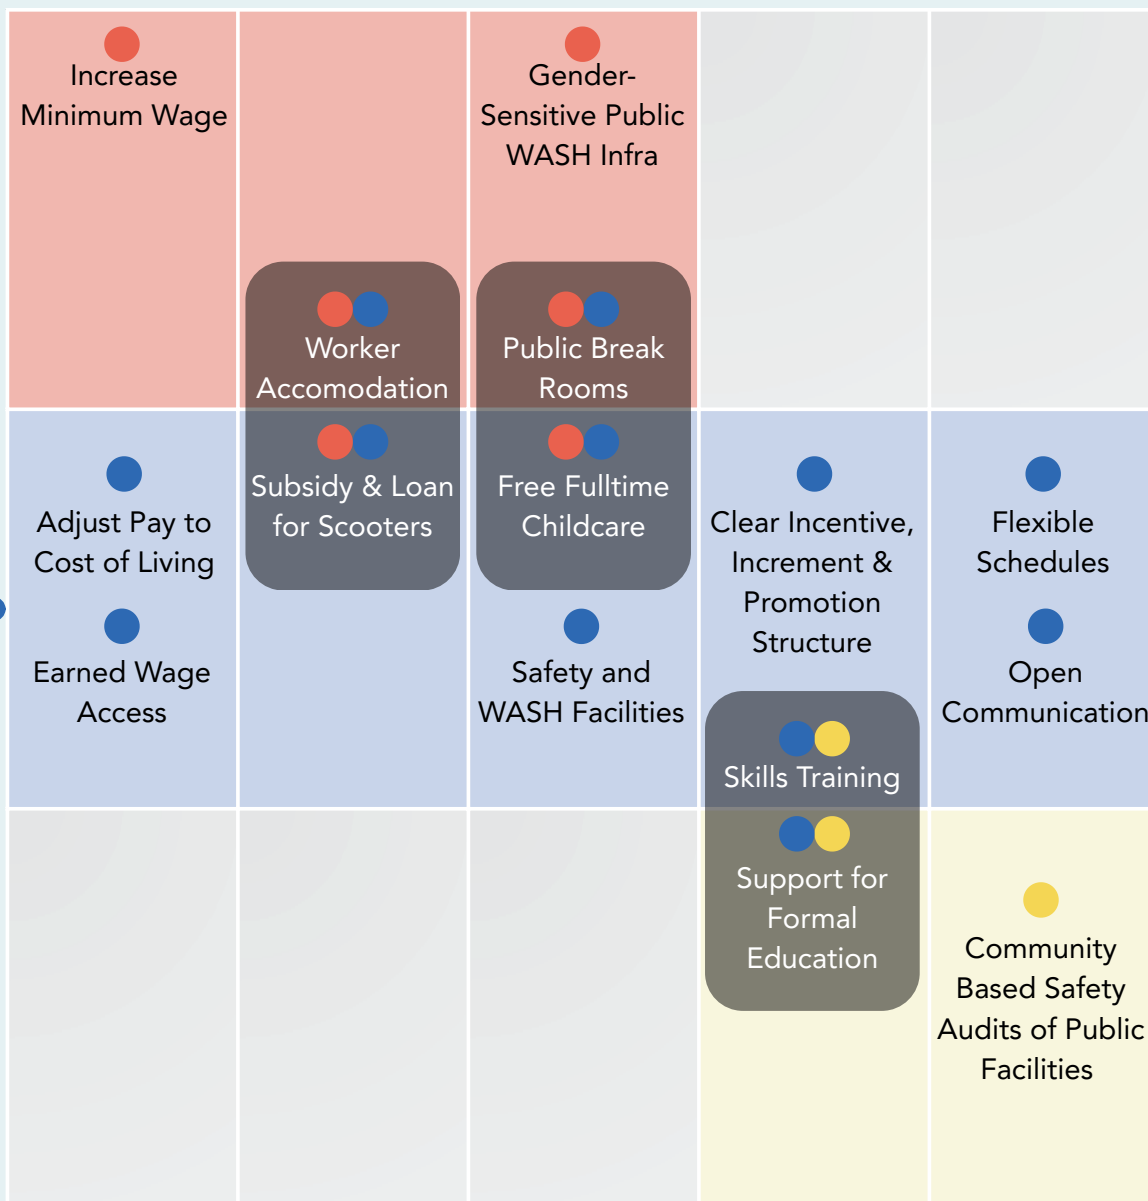 Increase
Minimum Wage
Gender-
Sensitive Public
WASH Infra
Worker
Accomodation
Public Break
Rooms
Subsidy & Loan
for Scooters
Free Fulltime
Childcare
Adjust Pay to
Cost of Living
Clear Incentive,
Increment &
Promotion
Structure
Flexible
Schedules
Earned Wage
Access
Safety and
WASH Facilities
Open
Communication
Skills Training
Support for
Formal
Education
Community
Based Safety
Audits of Public
Facilities